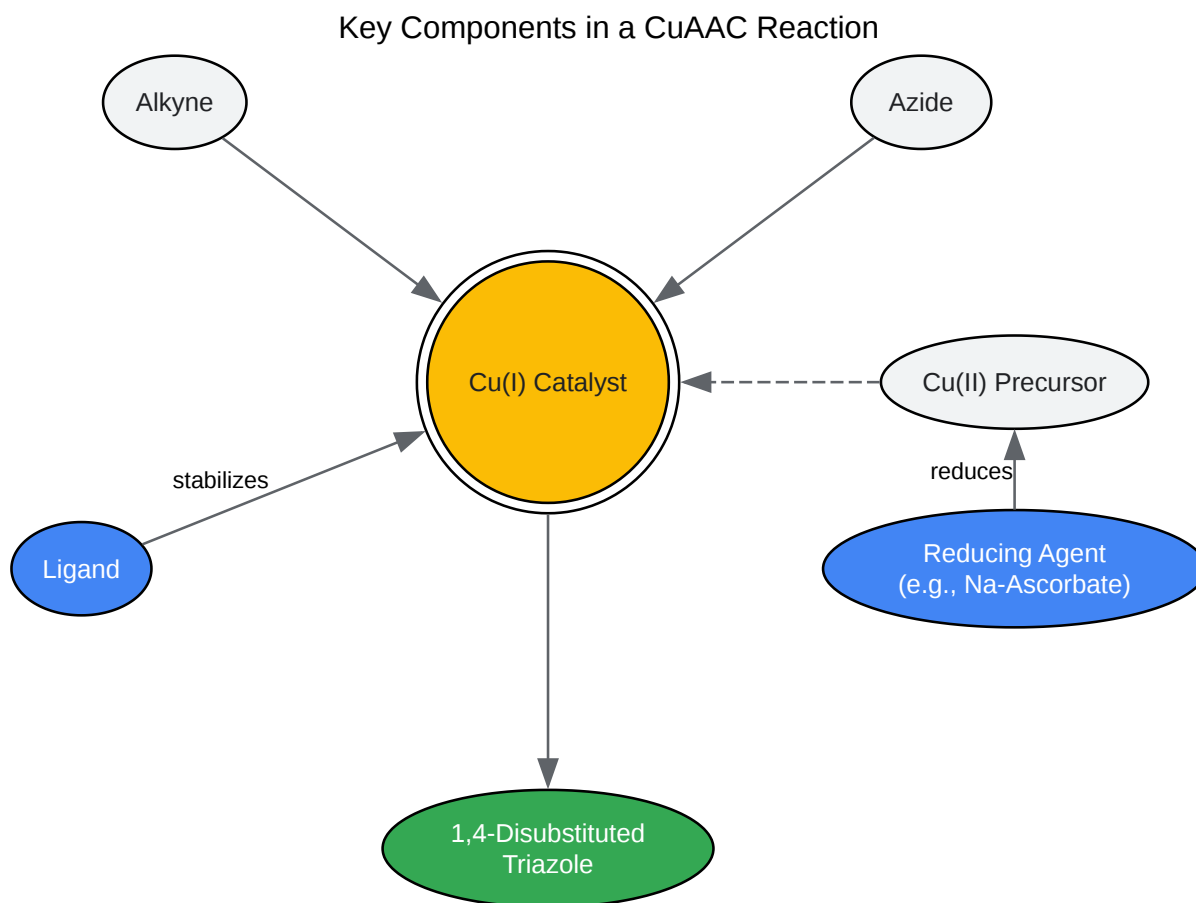 Key Components in a CuAAC Reaction
Alkyne
Azide
Cu(I) Catalyst
Cu(II) Precursor
stabilizes
reduces
Ligand
Reducing Agent
(e.g., Na-Ascorbate)
1,4-Disubstituted
Triazole